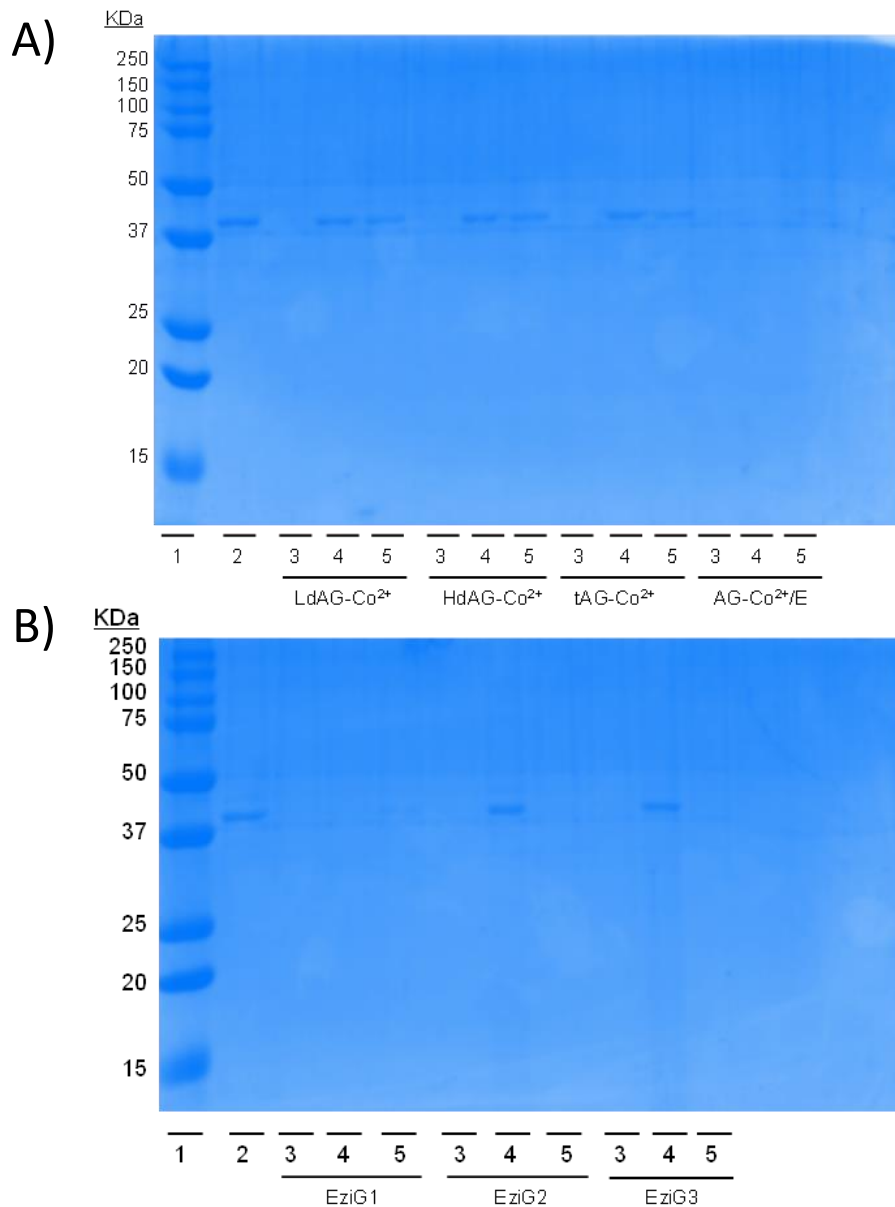 A)
KDa
250
150
100
75
50
37
25
20
15
1 2 3 4 5 3 4 5 3 4 5 3 4 5
LdAG-Co²⁺ HdAG-Co²⁺ tAG-Co²⁺ AG-Co²⁺/E
B)
KDa
250
150
100
75
50
37
25
20
15
1 2 3 4 5 3 4 5 3 4 5
EziG1 EziG2 EziG3